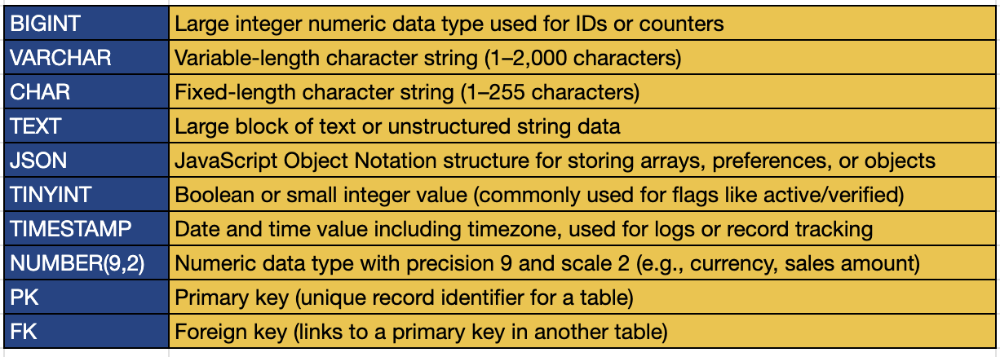 BIGINT Large integer numeric data type used for IDs or counters
VARCHAR Variable-length character string (1–2,000 characters)
CHAR Fixed-length character string (1–255 characters)
TEXT Large block of text or unstructured string data
JSON JavaScript Object Notation structure for storing arrays, preferences, or objects
TINYINT Boolean or small integer value (commonly used for flags like active/verified)
TIMESTAMP Date and time value including timezone, used for logs or record tracking
NUMBER(9,2) Numeric data type with precision 9 and scale 2 (e.g., currency, sales amount)
PK Primary key (unique record identifier for a table)
FK Foreign key (links to a primary key in another table)